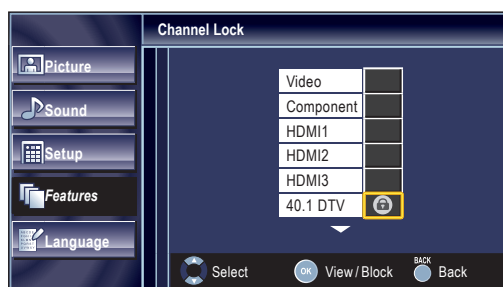 Channel Lock
Picture
Sound
Setup
Features
Language
Video
Component
HDMI1
HDMI2
HDMI3
40.1 DTV
Select
OK View / Block
BACK Back